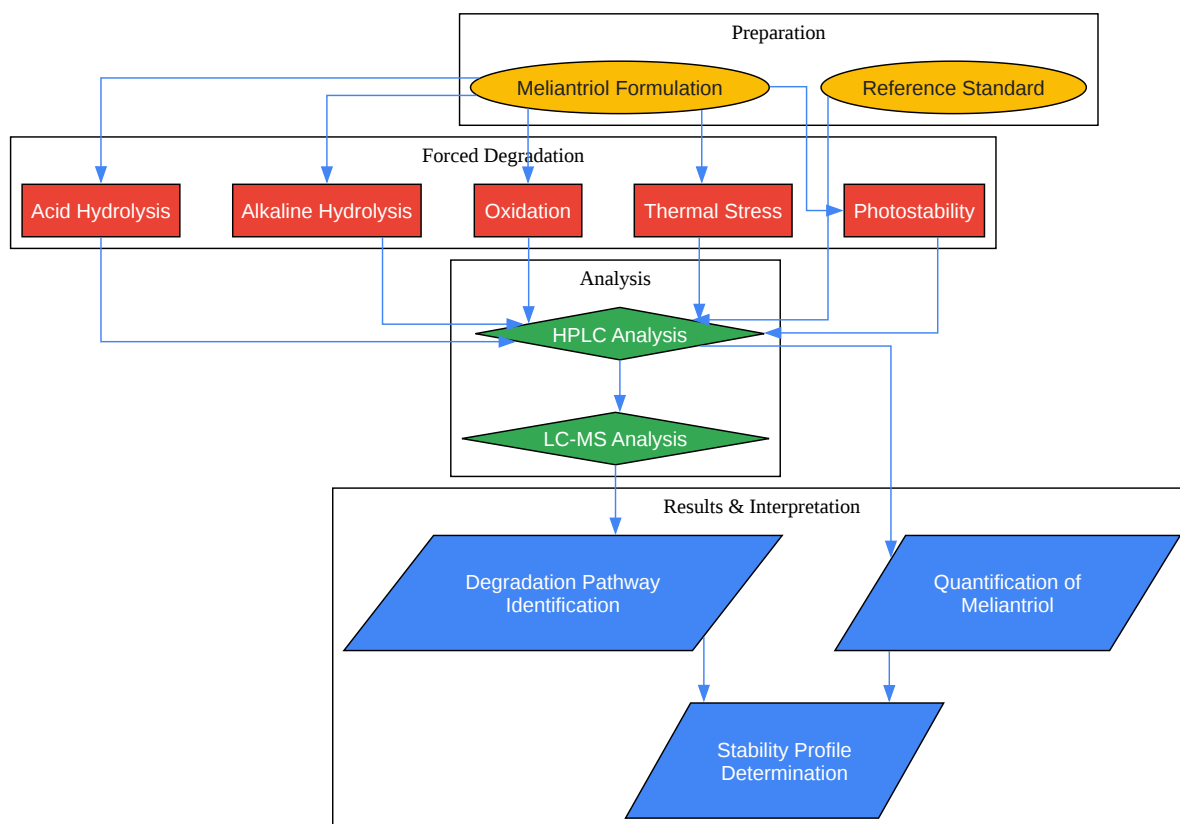 Preparation
Meliantriol Formulation
Reference Standard
Forced Degradation
Acid Hydrolysis
Alkaline Hydrolysis
Oxidation
Thermal Stress
Photostability
Analysis
HPLC Analysis
LC-MS Analysis
Results & Interpretation
Degradation Pathway
Identification
Quantification of
Meliantriol
Stability Profile
Determination